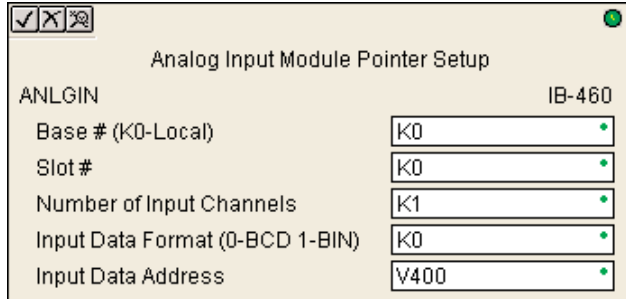 Analog Input Module Pointer Setup
ANLGIN IB-460
Base # (K0-Local) K0
Slot # K0
Number of Input Channels K1
Input Data Format (0-BCD 1-BIN) K0
Input Data Address V400